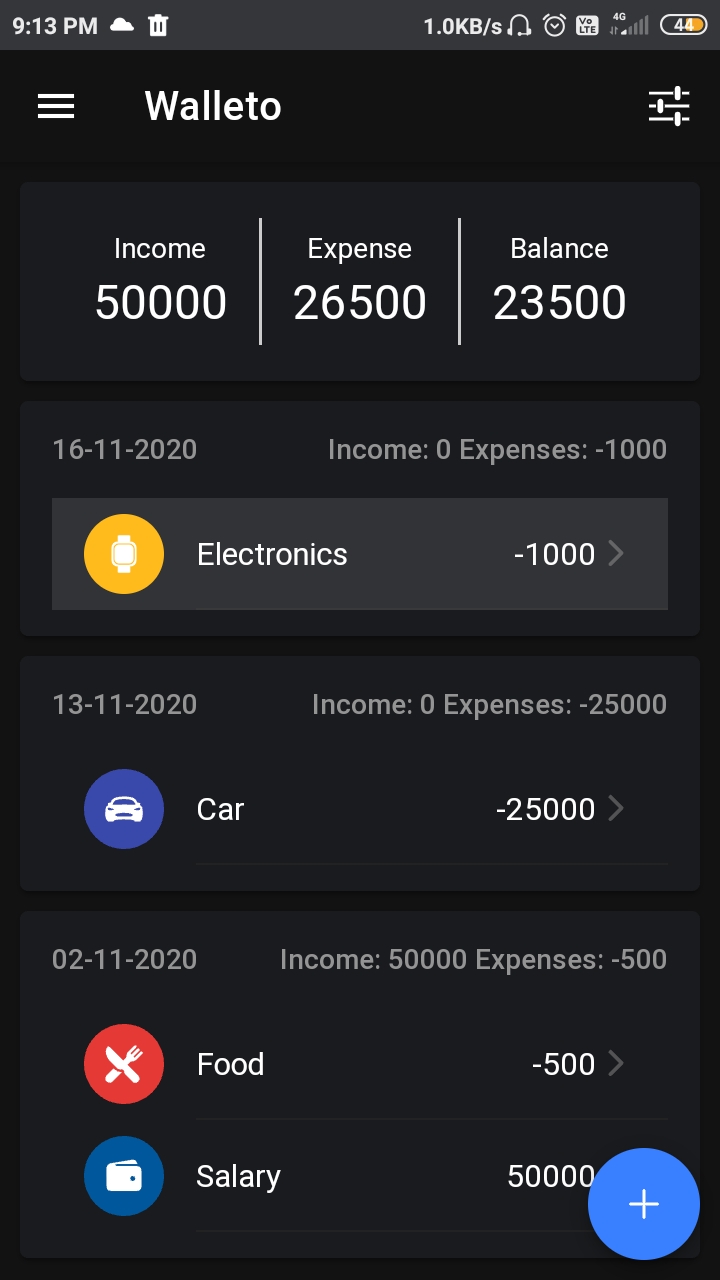 9:13 PM 1.0KB/s Vo LTE 4G 44
Walleto
Income Expense Balance
50000 26500 23500
16-11-2020 Income: 0 Expenses: -1000
Electronics -1000
13-11-2020 Income: 0 Expenses: -25000
Car -25000
02-11-2020 Income: 50000 Expenses: -500
Food -500
Salary 50000